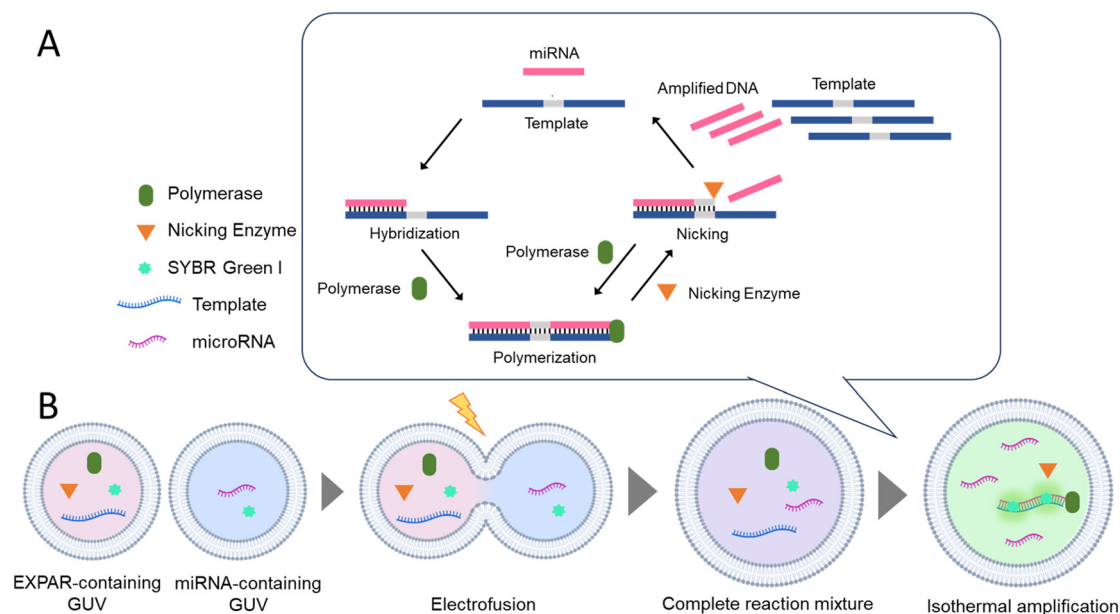 A
miRNA
Template
Amplified DNA
Template
Hybridization
Nicking
Polymerase
Polymerase
Nicking Enzyme
Polymerization
Polymerase
Nicking Enzyme
SYBR Green I
Template
microRNA
B
EXPAR-containing
GUV
miRNA-containing
GUV
Electrofusion
Complete reaction mixture
Isothermal amplification